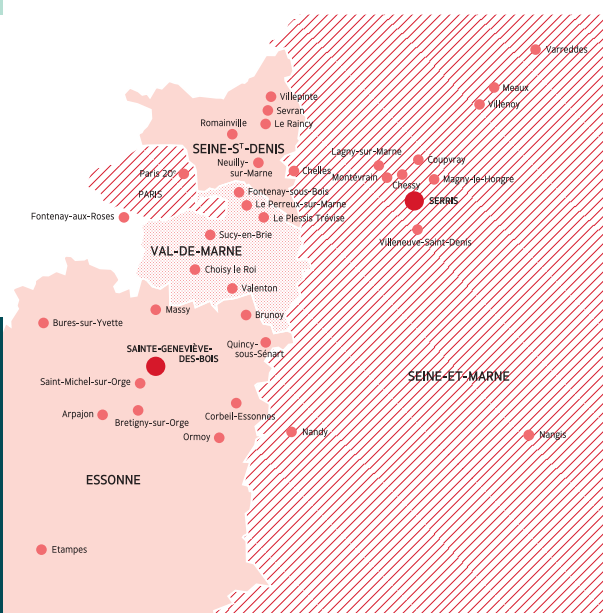 Varreddes
Meaux
Villepinte
Villenoy
Sevran
Romainville
Le Raincy
SEINE-Sᵀ-DENIS
Lagny-sur-Marne
Coupvray
Neuilly-
sur-Marne
Chelles
Paris 20ᵉ
Montévrain
Chessy
Magny-le-Hongre
PARIS
Fontenay-sous-Bois
SERRIS
Le Perreux-sur-Marne
Fontenay-aux-Roses
Le Plessis Trévise
Sucy-en-Brie
Villeneuve-Saint-Denis
VAL-DE-MARNE
Choisy le Roi
Valenton
Massy
Brunoy
Bures-sur-Yvette
SAINTE-GENEVIÈVE
-DES-BOIS
Quincy-
sous-Sénart
SEINE-ET-MARNE
Saint-Michel-sur-Orge
Arpajon
Bretigny-sur-Orge
Corbeil-Essonnes
Ormoy
Nandy
Nangis
ESSONNE
Etampes